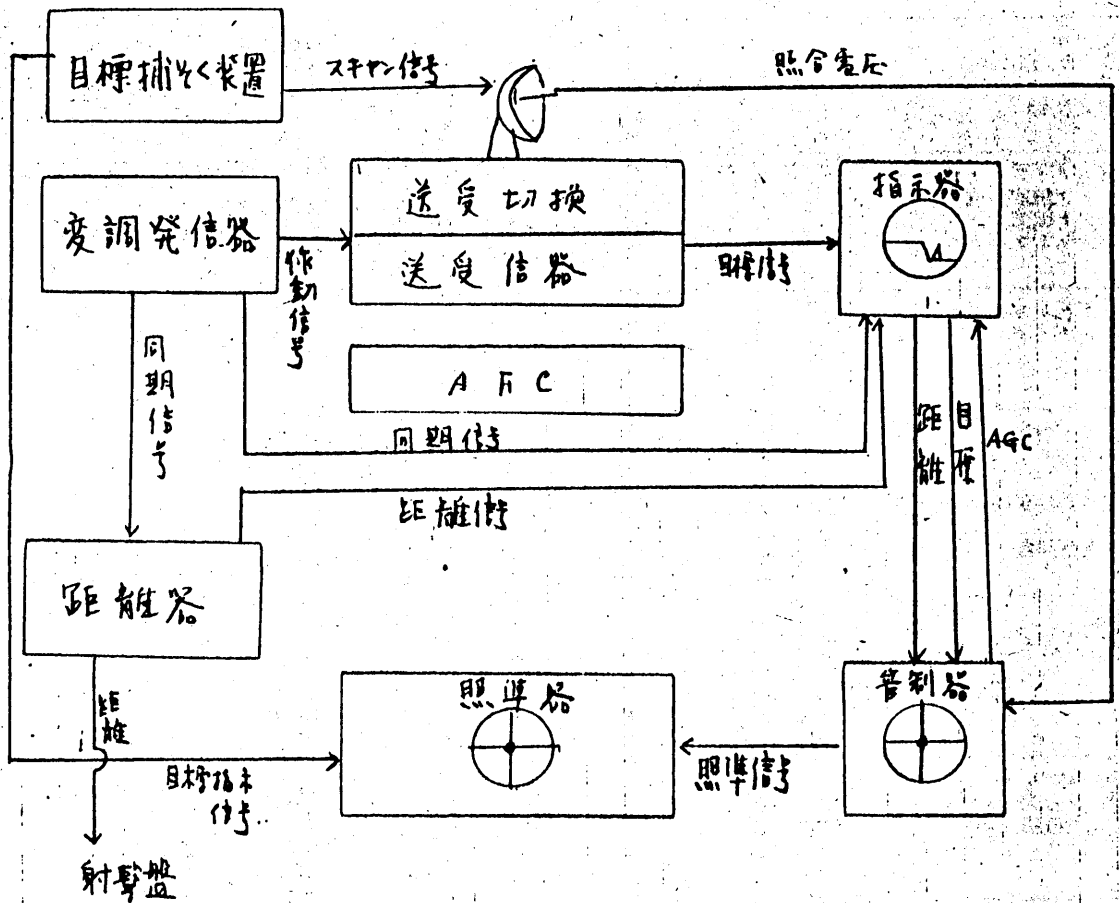 目標捕そく装置
スキャン信号
照合電圧
変調発信器
作動信号
送受切換
送受信器
目標信号
指示器
AFC
同期信号
同期信号
距離信号
距離
目標
AGC
距離器
照準器
管制器
照準信号
距離
目標指示
信号
射撃盤